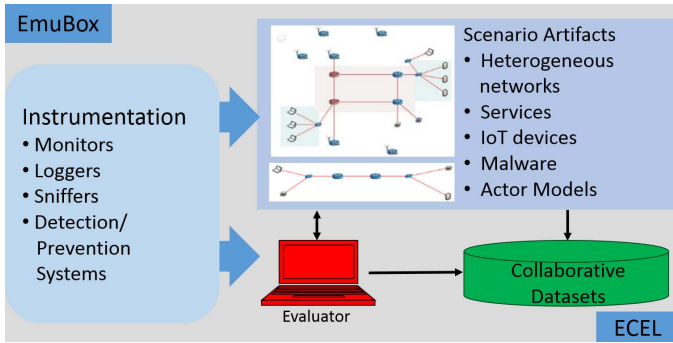 EmuBox
Instrumentation
• Monitors
• Loggers
• Sniffers
• Detection/
Prevention
Systems
Scenario Artifacts
• Heterogeneous
networks
• Services
• IoT devices
• Malware
• Actor Models
Evaluator
Collaborative
Datasets
ECEL